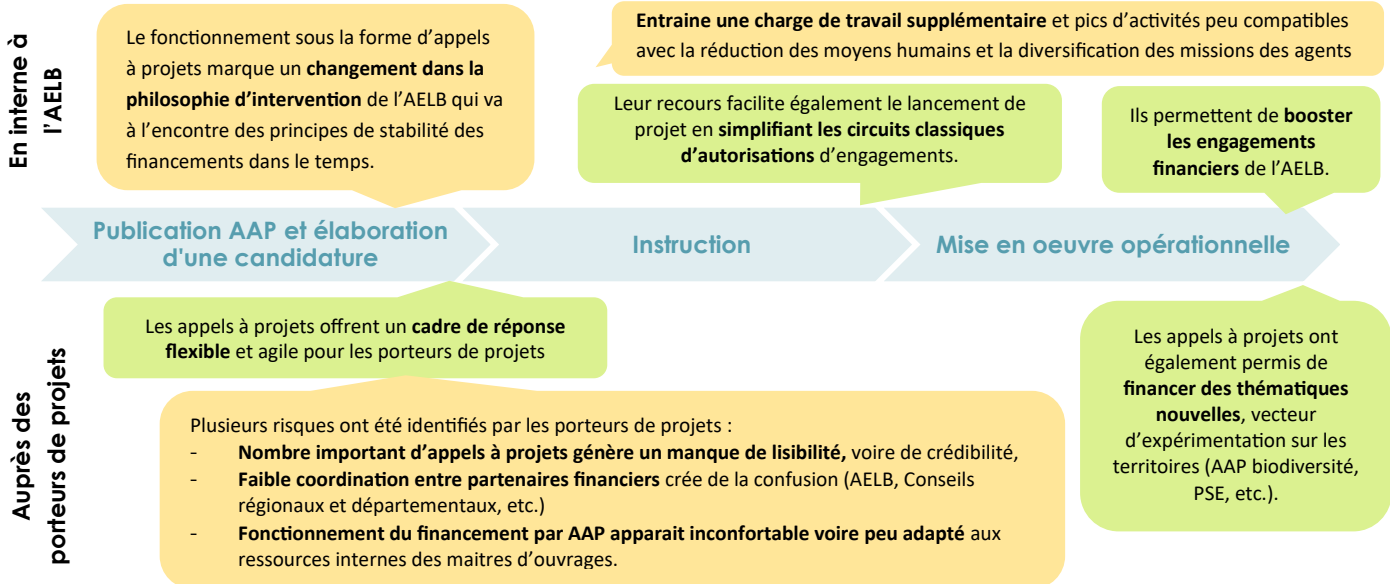 En interne à
l'AELB
Le fonctionnement sous la forme d'appels
à projets marque un changement dans la
philosophie d'intervention de l'AELB qui va
à l'encontre des principes de stabilité des
financements dans le temps.
Entraine une charge de travail supplémentaire et pics d'activités peu compatibles
avec la réduction des moyens humains et la diversification des missions des agents
Leur recours facilite également le lancement de
projet en simplifiant les circuits classiques
d'autorisations d'engagements.
Ils permettent de booster
les engagements
financiers de l'AELB.
Publication AAP et élaboration
d'une candidature
Instruction
Mise en oeuvre opérationnelle
Auprès des
porteurs de projets
Les appels à projets offrent un cadre de réponse
flexible et agile pour les porteurs de projets
Plusieurs risques ont été identifiés par les porteurs de projets :
- Nombre important d'appels à projets génère un manque de lisibilité, voire de crédibilité,
- Faible coordination entre partenaires financiers crée de la confusion (AELB, Conseils
régionaux et départementaux, etc.)
- Fonctionnement du financement par AAP apparait inconfortable voire peu adapté aux
ressources internes des maitres d'ouvrages.
Les appels à projets ont
également permis de
financer des thématiques
nouvelles, vecteur
d'expérimentation sur les
territoires (AAP biodiversité,
PSE, etc.).